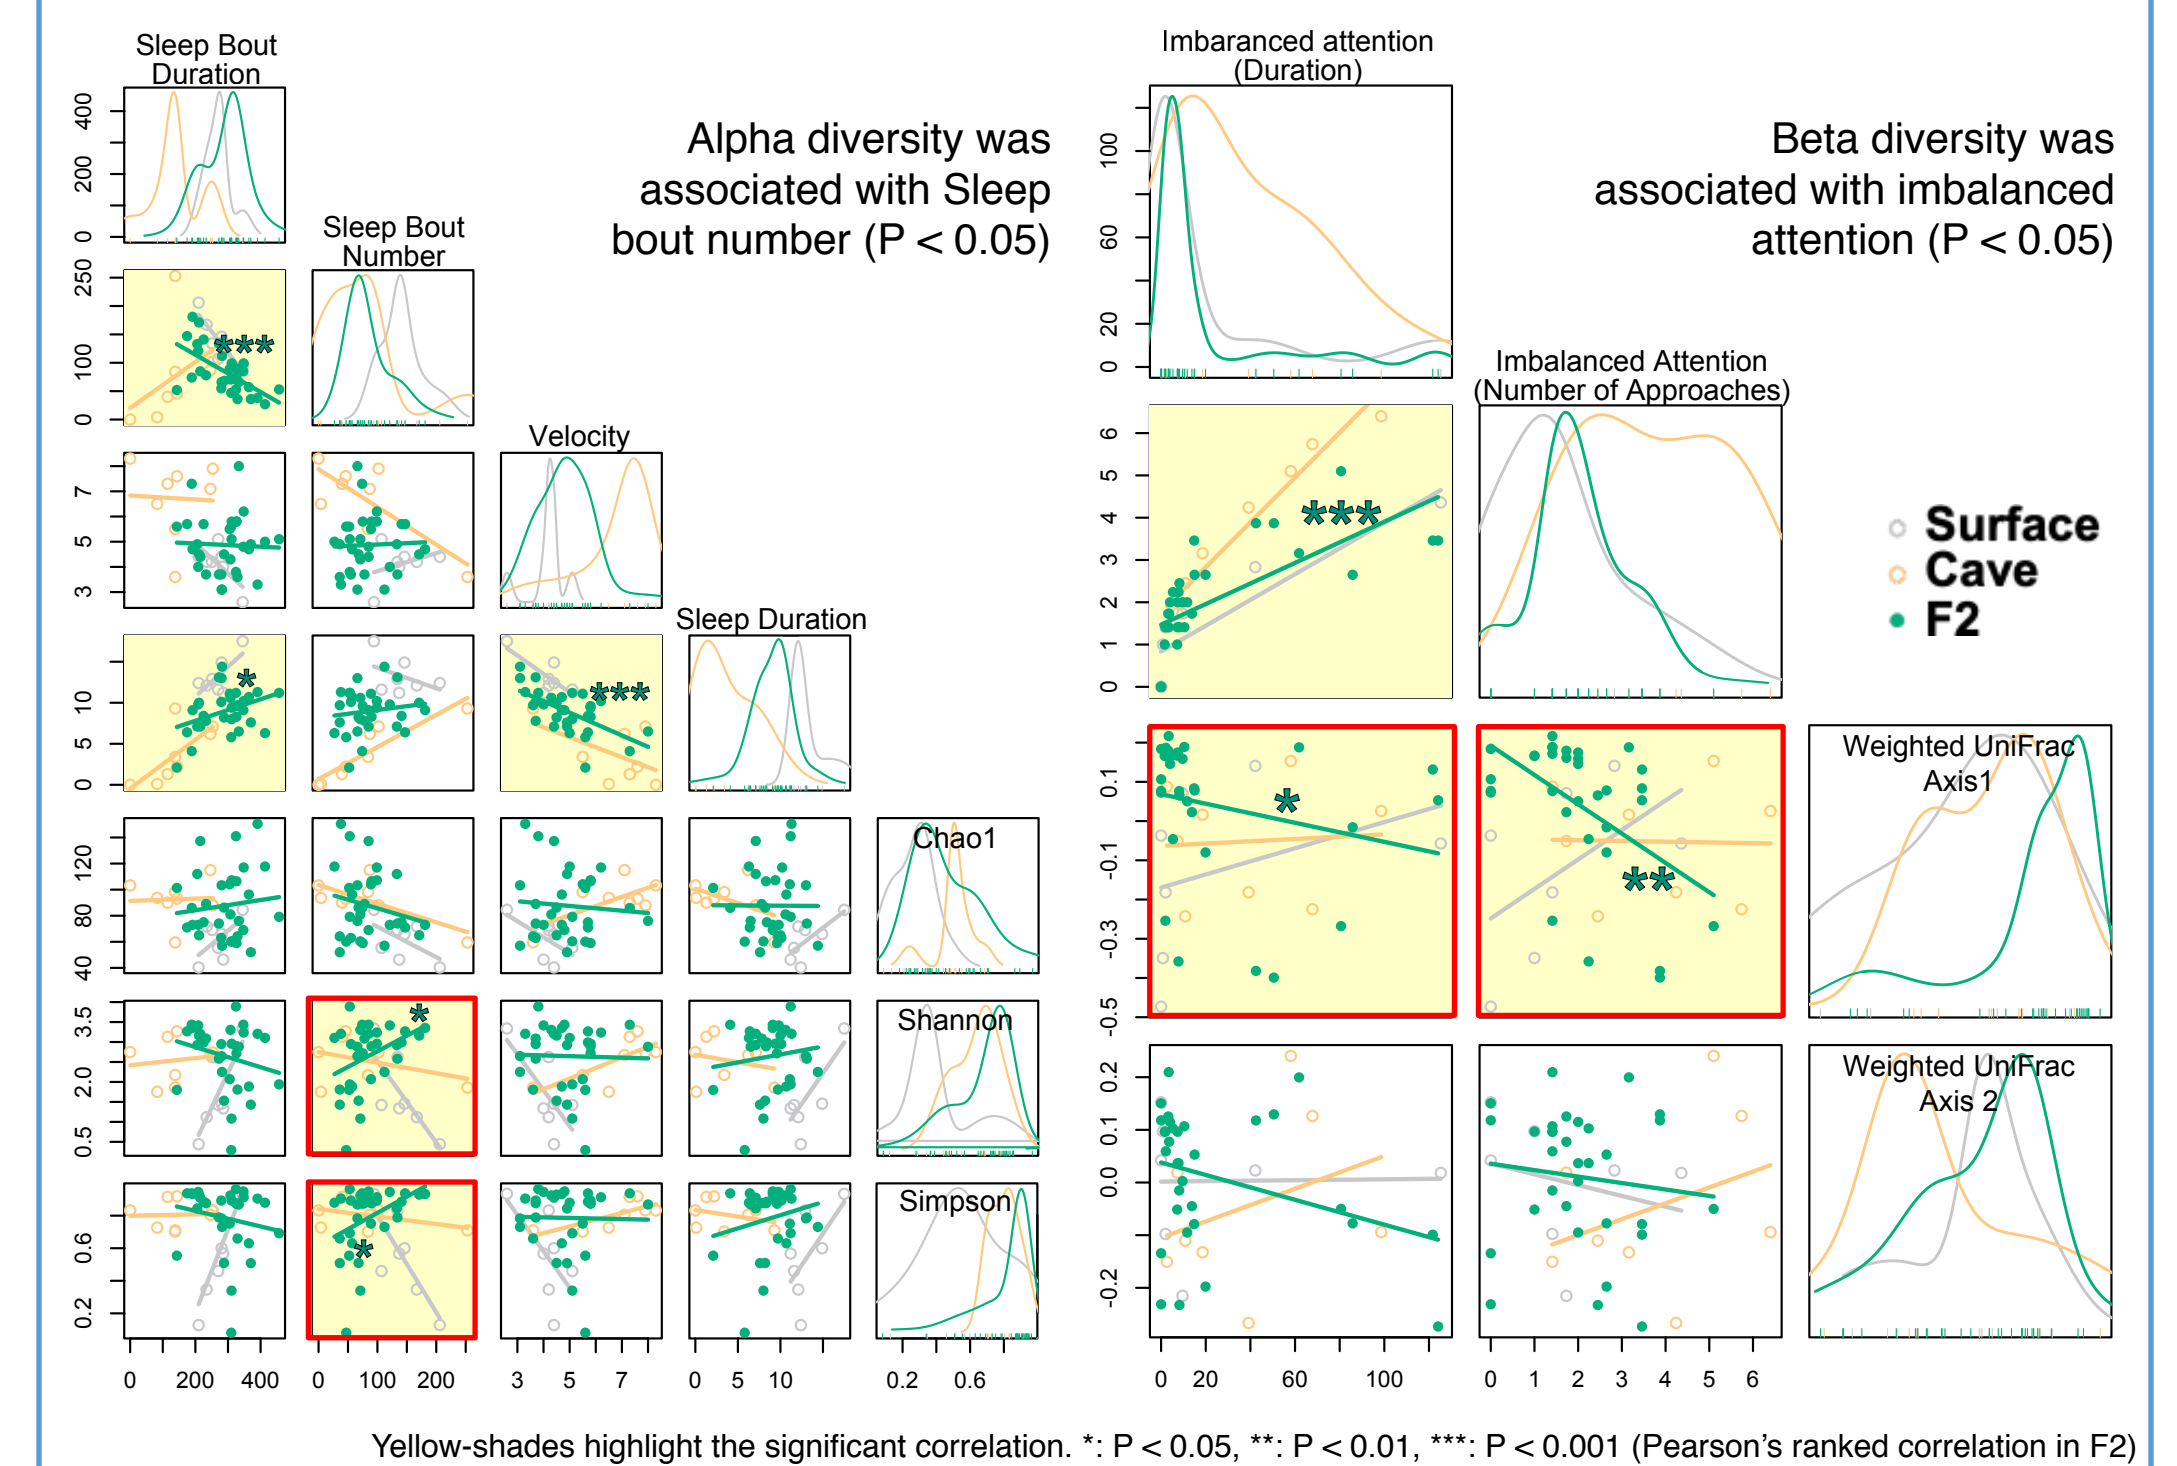 Sleep Bout
Duration
Imbaranced attention
(Duration)
Alpha diversity was
associated with Sleep
bout number (P < 0.05)
Beta diversity was
associated with imbalanced
attention (P < 0.05)
400
200
0
100
60
20
0
Sleep Bout
Number
250
100
0
***
Imbalanced Attention
(Number of Approaches)
Velocity
7
5
3
6
5
4
3
2
1
0
***
Surface
Cave
F2
Sleep Duration
10
5
0
*
***
Weighted UniFrac
Axis1
0.1
-0.1
-0.3
-0.5
*
**
Chao1
120
80
40
Shannon
3.5
2.0
0.5
*
Weighted UniFrac
Axis 2
0.2
0.1
0.0
-0.2
Simpson
0.6
0.2
*
0 200 400
0 100 200
3 5 7
0 5 10
0.2 0.6
0 20 60 100
0 1 2 3 4 5 6
Yellow-shades highlight the significant correlation. *: P < 0.05, **: P < 0.01, ***: P < 0.001 (Pearson's ranked correlation in F2)